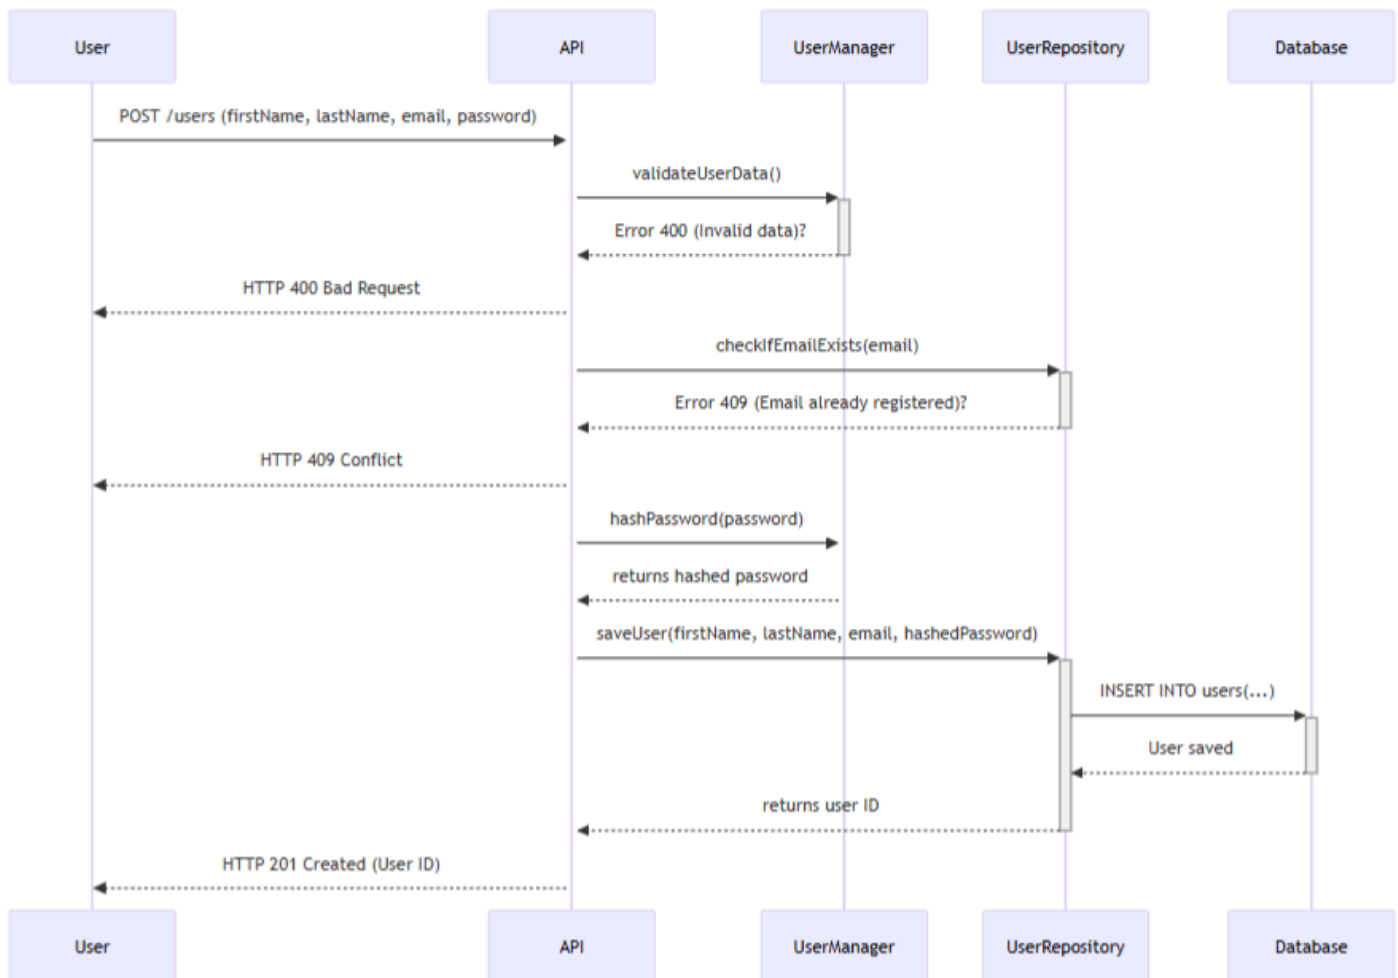 User
API
UserManager
UserRepository
Database
POST /users (firstName, lastName, email, password)
validateUserData()
Error 400 (Invalid data)?
HTTP 400 Bad Request
checkIfEmailExists(email)
Error 409 (Email already registered)?
HTTP 409 Conflict
hashPassword(password)
returns hashed password
saveUser(firstName, lastName, email, hashedPassword)
INSERT INTO users(...)
User saved
returns user ID
HTTP 201 Created (User ID)
User
API
UserManager
UserRepository
Database